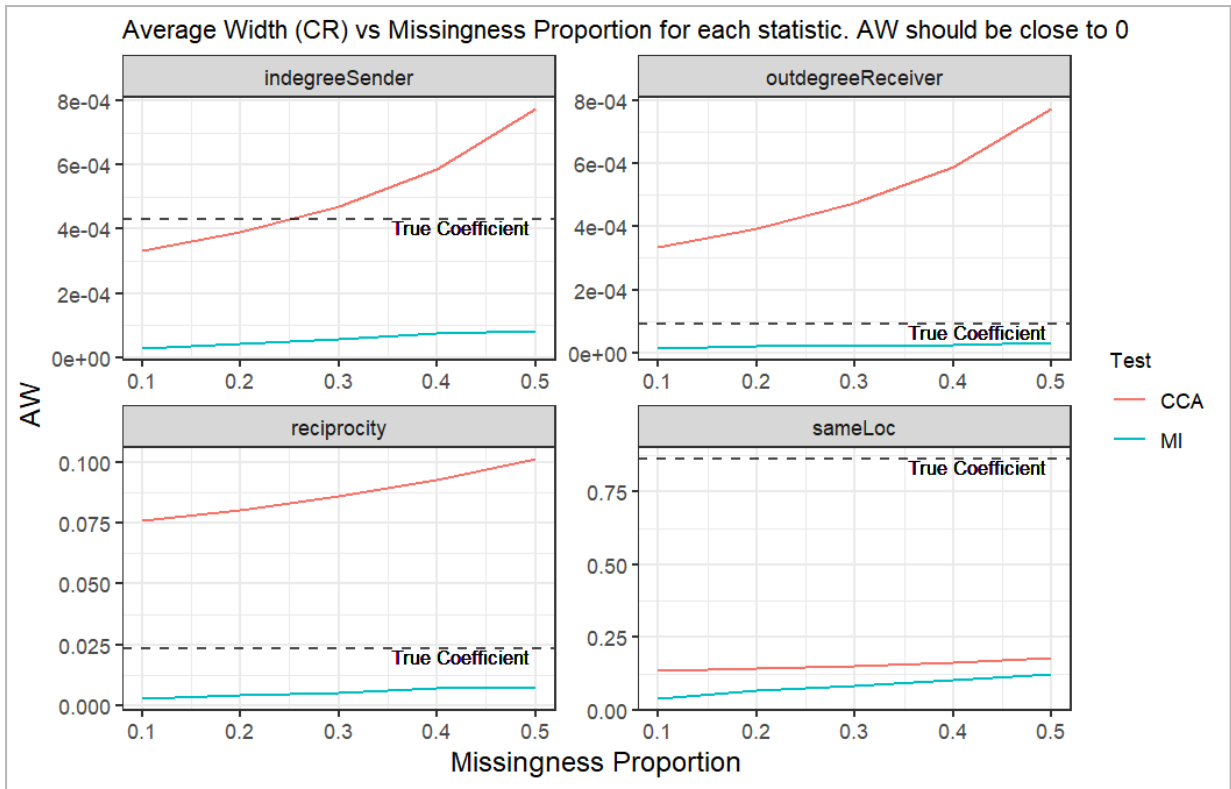 Average Width (CR) vs Missingness Proportion for each statistic. AW should be close to 0
indegreeSender
outdegreeReceiver
8e-04
6e-04
4e-04
2e-04
0e+00
True Coefficient
0.1 0.2 0.3 0.4 0.5
8e-04
6e-04
4e-04
2e-04
0e+00
True Coefficient
0.1 0.2 0.3 0.4 0.5
reciprocity
sameLoc
0.100
0.075
0.050
0.025
0.000
True Coefficient
0.1 0.2 0.3 0.4 0.5
0.75
0.50
0.25
0.00
True Coefficient
0.1 0.2 0.3 0.4 0.5
AW
Missingness Proportion
Test
CCA
MI